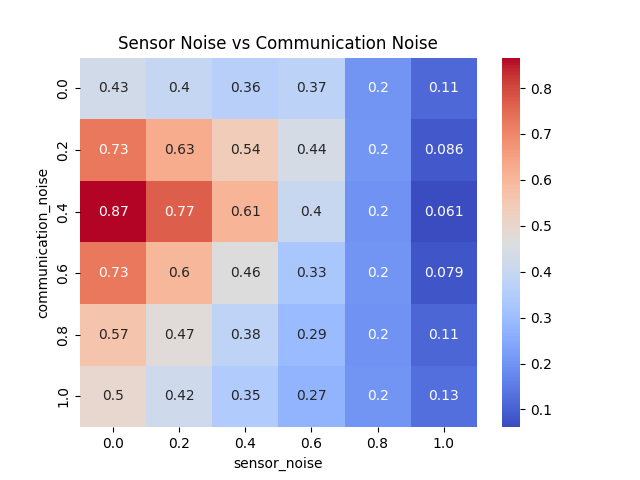 Sensor Noise vs Communication Noise
communication_noise
0.0 0.43 0.4 0.36 0.37 0.2 0.11
0.2 0.73 0.63 0.54 0.44 0.2 0.086
0.4 0.87 0.77 0.61 0.4 0.2 0.061
0.6 0.73 0.6 0.46 0.33 0.2 0.079
0.8 0.57 0.47 0.38 0.29 0.2 0.11
1.0 0.5 0.42 0.35 0.27 0.2 0.13
0.0 0.2 0.4 0.6 0.8 1.0
sensor_noise
0.8
0.7
0.6
0.5
0.4
0.3
0.2
0.1